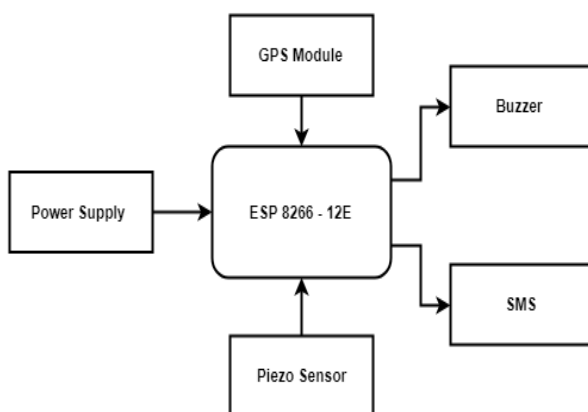 GPS Module
Buzzer
Power Supply
ESP 8266 - 12E
SMS
Piezo Sensor